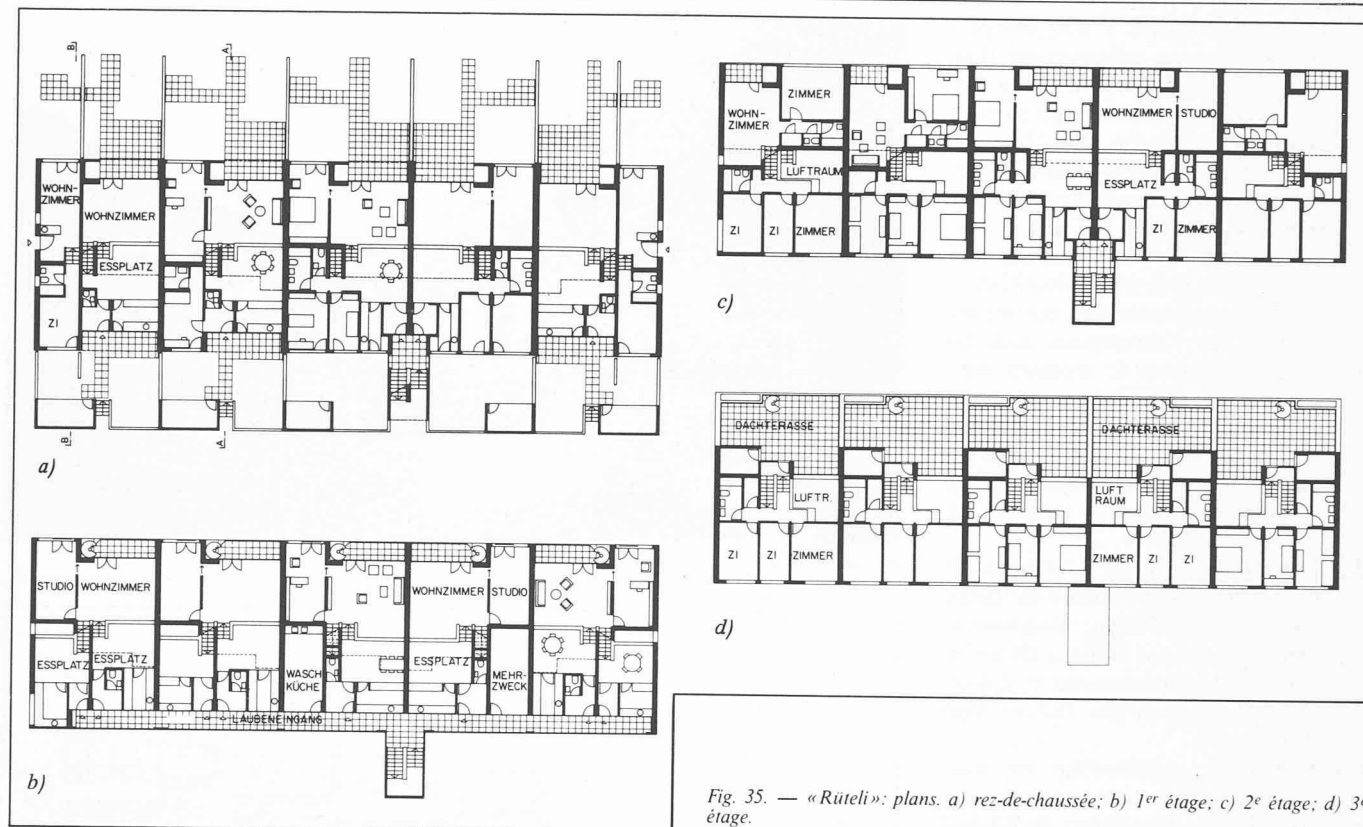 B
A
WOHN-
ZIMMER
WOHNZIMMER
ESSPLATZ
ZI
B
A
a)
STUDIO WOHNZIMMER
WOHNZIMMER STUDIO
ESSPLATZ ESSPLATZ
WASCH
KÜCHE
ESSPLATZ
MEHR-
ZWECK
LAUBENEINGANG
b)
WOHN-
ZIMMER
ZIMMER
WOHNZIMMER STUDIO
LUFTRAUM
ESSPLATZ
ZI ZI ZIMMER
ZI ZIMMER
c)
DACHTERASSE
DACHTERASSE
LUFTR.
LUFT
RAUM
ZI ZI ZIMMER
ZIMMER ZI ZI
d)
Fig. 35. — «Rüteli»: plans. a) rez-de-chaussée; b) 1er étage; c) 2e étage; d) 3e
étage.